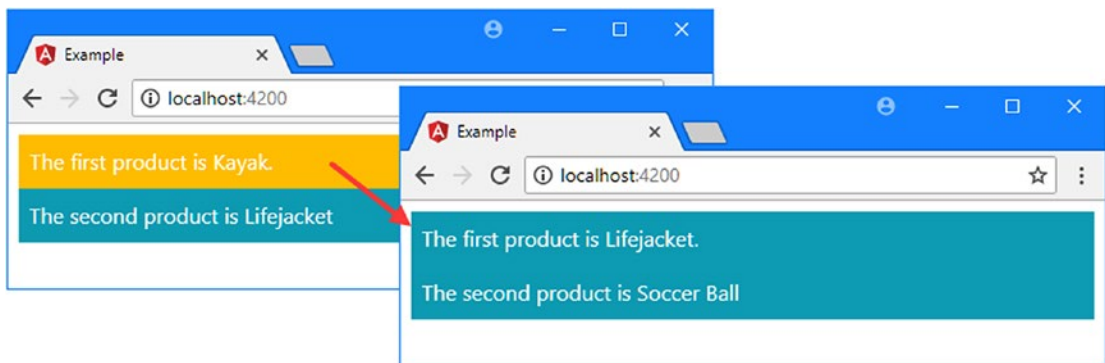 Example
localhost:4200
The first product is Kayak.
The second product is Lifejacket
Example
localhost:4200
The first product is Lifejacket.
The second product is Soccer Ball